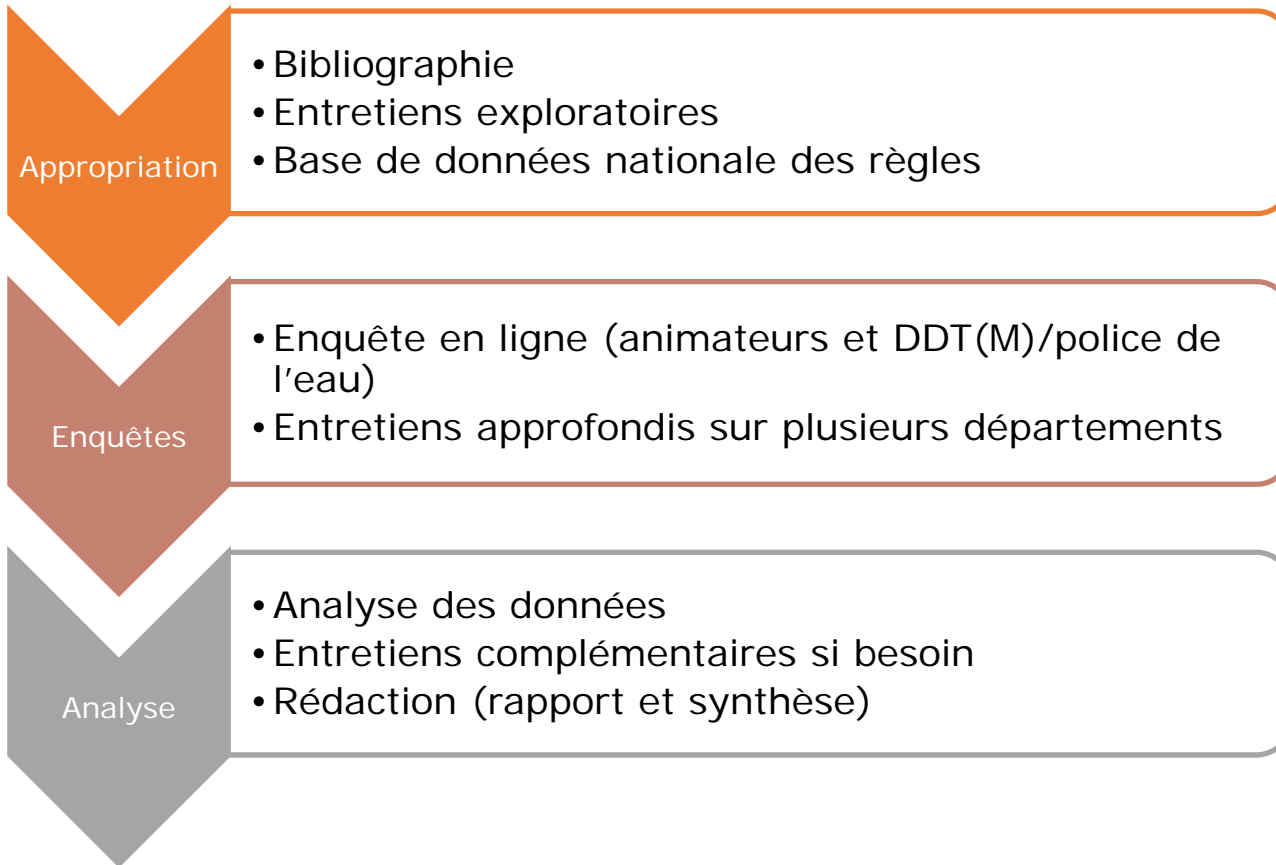 Appropriation
• Bibliographie
• Entretiens exploratoires
• Base de données nationale des règles
Enquêtes
• Enquête en ligne (animateurs et DDT(M)/police de
l’eau)
• Entretiens approfondis sur plusieurs départements
Analyse
• Analyse des données
• Entretiens complémentaires si besoin
• Rédaction (rapport et synthèse)